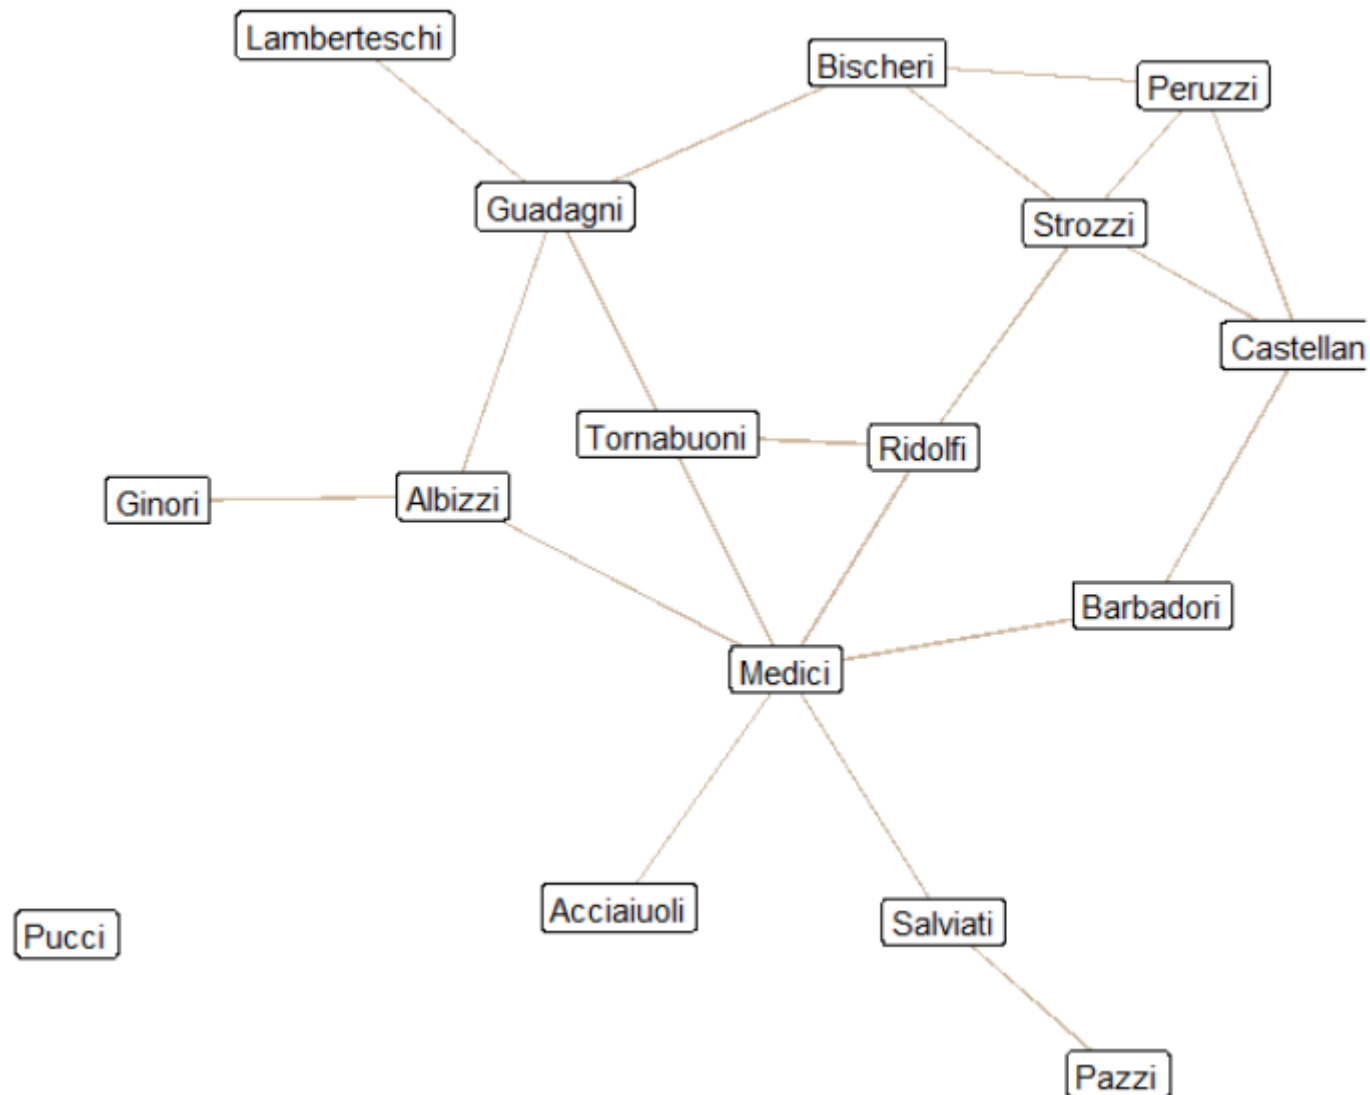 Lamberteschi
Bischeri
Peruzzi
Guadagni
Strozzi
Castellan
Tornabuoni
Ridolfi
Ginori
Albizzi
Barbadori
Medici
Acciaiuoli
Salviati
Pucci
Pazzi